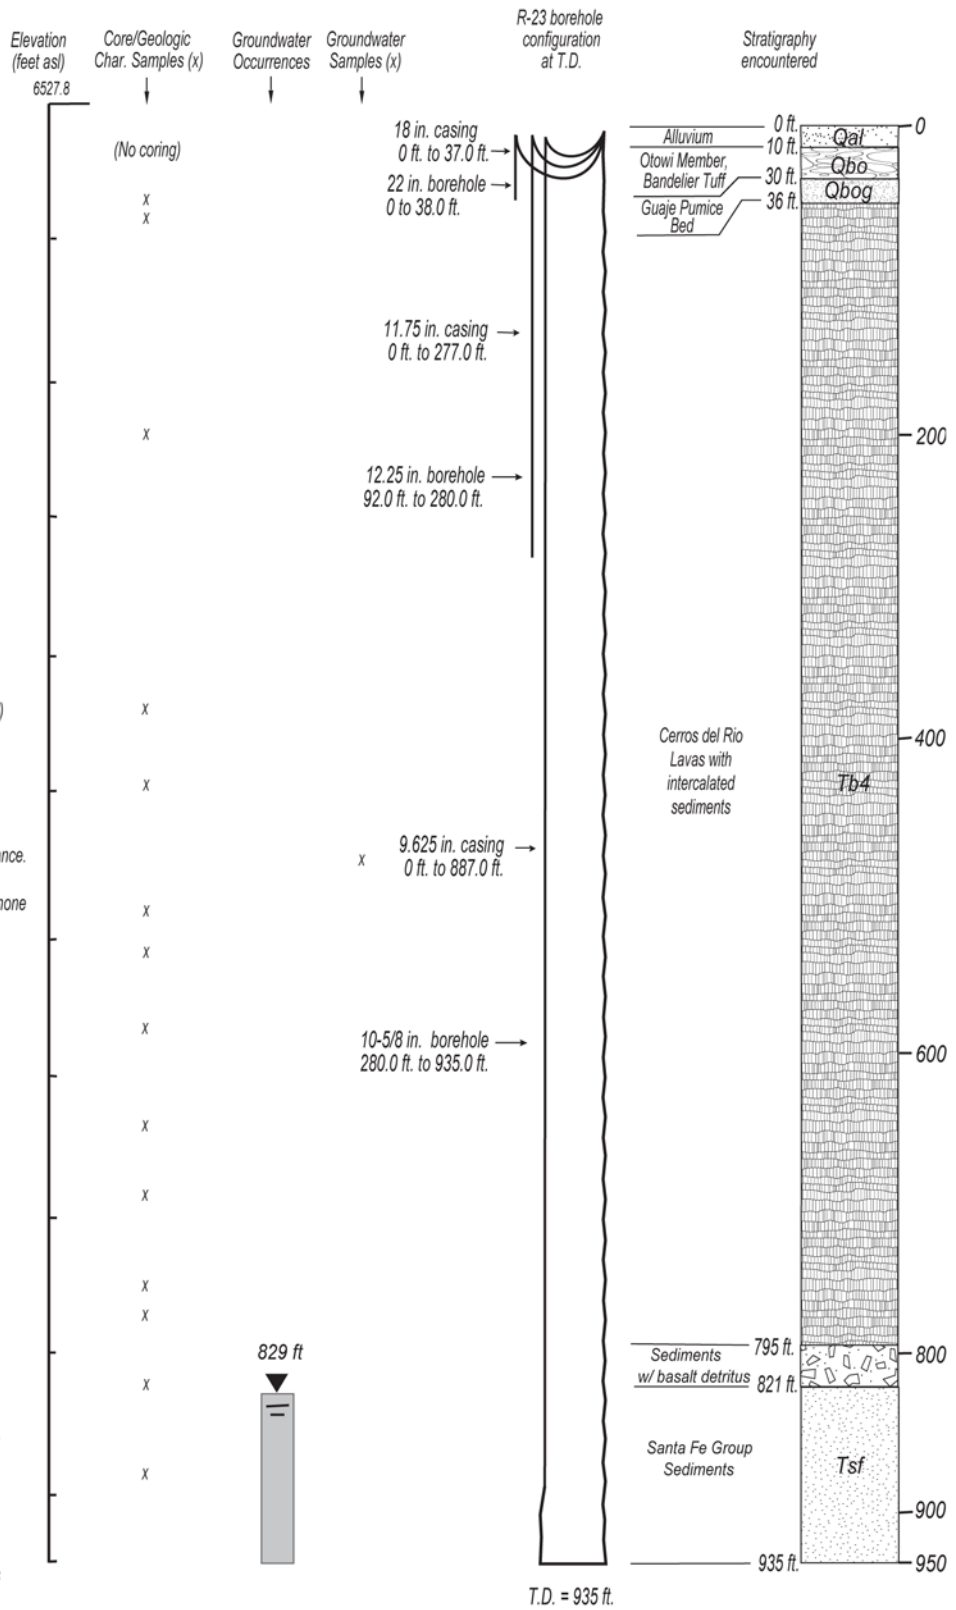 Elevation
(feet asl)
6527.8
Core/Geologic
Char. Samples (x)
Groundwater
Occurrences
Groundwater
Samples (x)
R-23 borehole
configuration
at T.D.
Stratigraphy
encountered
(No coring)
x
x
x
x
x
x
x
x
x
x
x
x
x
x
)
nce.
none
829 ft
x
18 in. casing
0 ft. to 37.0 ft.
22 in. borehole
0 to 38.0 ft.
11.75 in. casing
0 ft. to 277.0 ft.
12.25 in. borehole
92.0 ft. to 280.0 ft.
9.625 in. casing
0 ft. to 887.0 ft.
10-5/8 in. borehole
280.0 ft. to 935.0 ft.
T.D. = 935 ft.
Alluvium
Otowi Member,
Bandelier Tuff
Guaje Pumice
Bed
Cerros del Rio
Lavas with
intercalated
sediments
Sediments
w/ basalt detritus
Santa Fe Group
Sediments
0 ft.
10 ft.
30 ft.
36 ft.
795 ft.
821 ft.
935 ft.
Qal
Qbo
Qbog
Tb4
Tsf
0
200
400
600
800
900
950